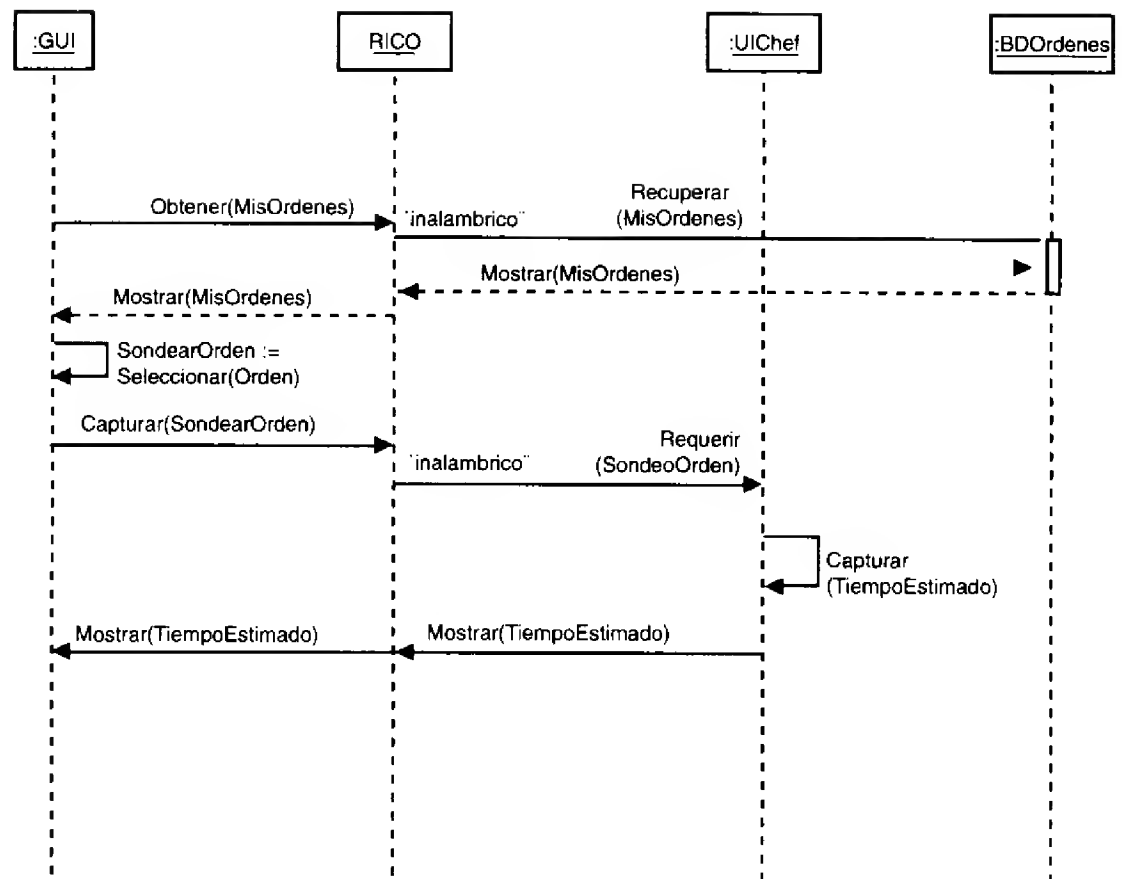 :GUI
RICO
:UIChef
:BDOrdenes
Obtener(MisOrdenes)
¨inalambrico¨
Recuperar
(MisOrdenes)
Mostrar(MisOrdenes)
Mostrar(MisOrdenes)
SondearOrden :=
Seleccionar(Orden)
Capturar(SondearOrden)
¨inalambrico¨
Requerir
(SondeoOrden)
Capturar
(TiempoEstimado)
Mostrar(TiempoEstimado)
Mostrar(TiempoEstimado)